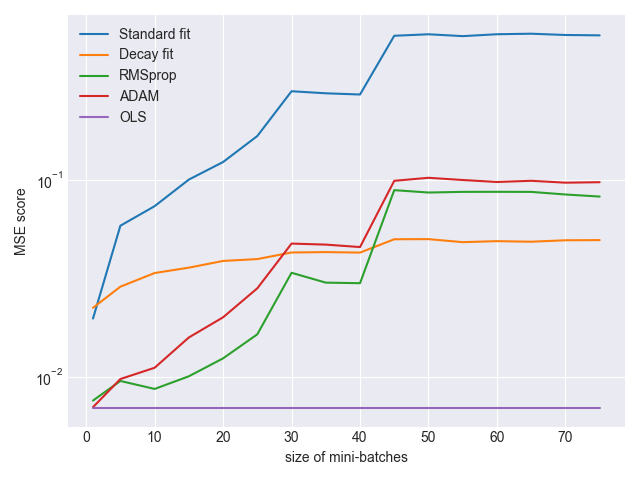 Standard fit
Decay fit
RMSprop
ADAM
OLS
10⁻¹
10⁻²
MSE score
0 10 20 30 40 50 60 70
size of mini-batches